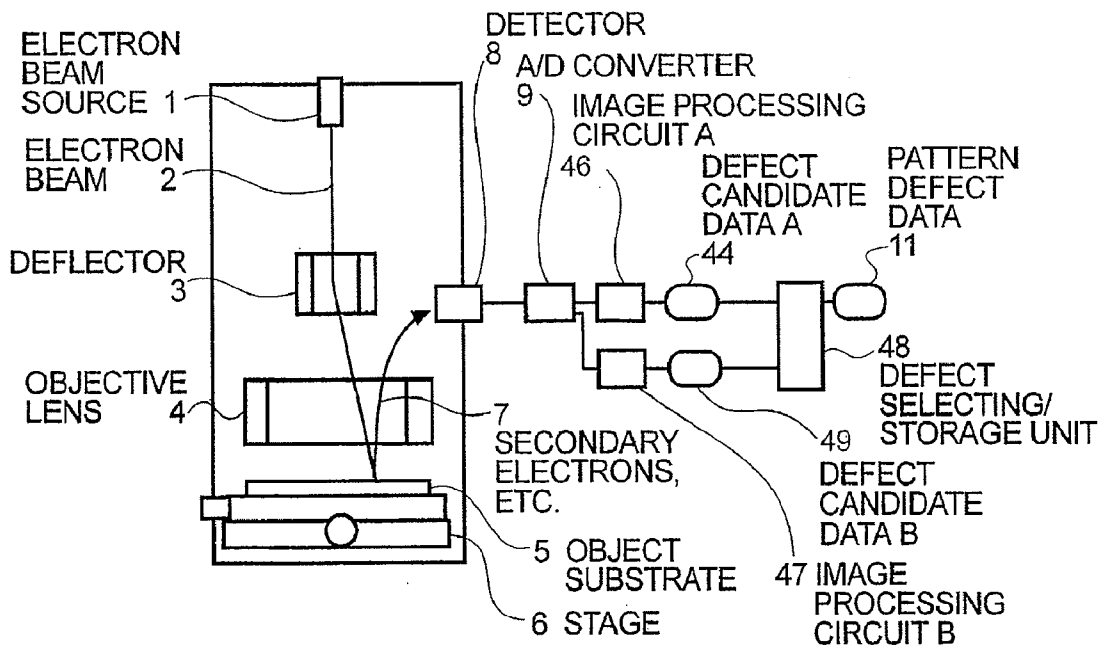 ELECTRON
BEAM
SOURCE 1
ELECTRON
BEAM 2
DEFLECTOR
3
OBJECTIVE
LENS 4
DETECTOR
8
A/D CONVERTER
9
IMAGE PROCESSING
CIRCUIT A
46
DEFECT
CANDIDATE
DATA A
44
PATTERN
DEFECT
DATA
11
48
DEFECT
SELECTING/
STORAGE UNIT
49
DEFECT
CANDIDATE
DATA B
47 IMAGE
PROCESSING
CIRCUIT B
7
SECONDARY
ELECTRONS,
ETC.
5 OBJECT
SUBSTRATE
6 STAGE